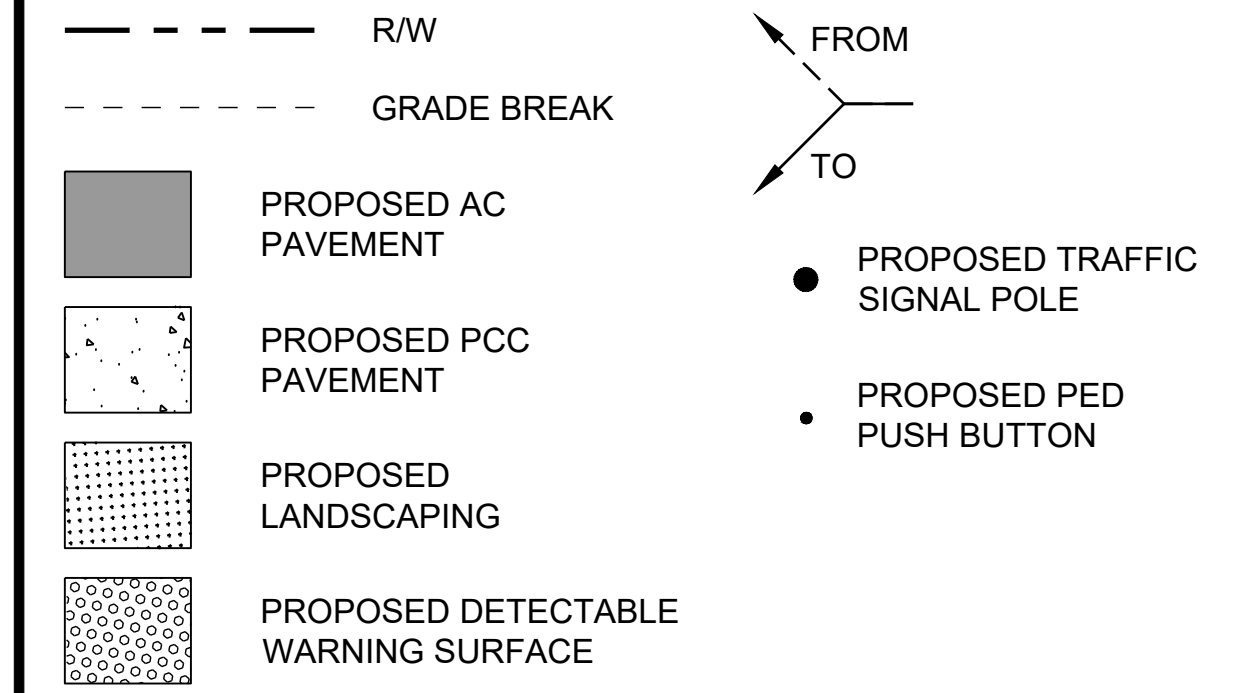 R/W
GRADE BREAK
PROPOSED AC
PAVEMENT
PROPOSED PCC
PAVEMENT
PROPOSED
LANDSCAPING
PROPOSED DETECTABLE
WARNING SURFACE
FROM
TO
PROPOSED TRAFFIC
SIGNAL POLE
PROPOSED PED
PUSH BUTTON